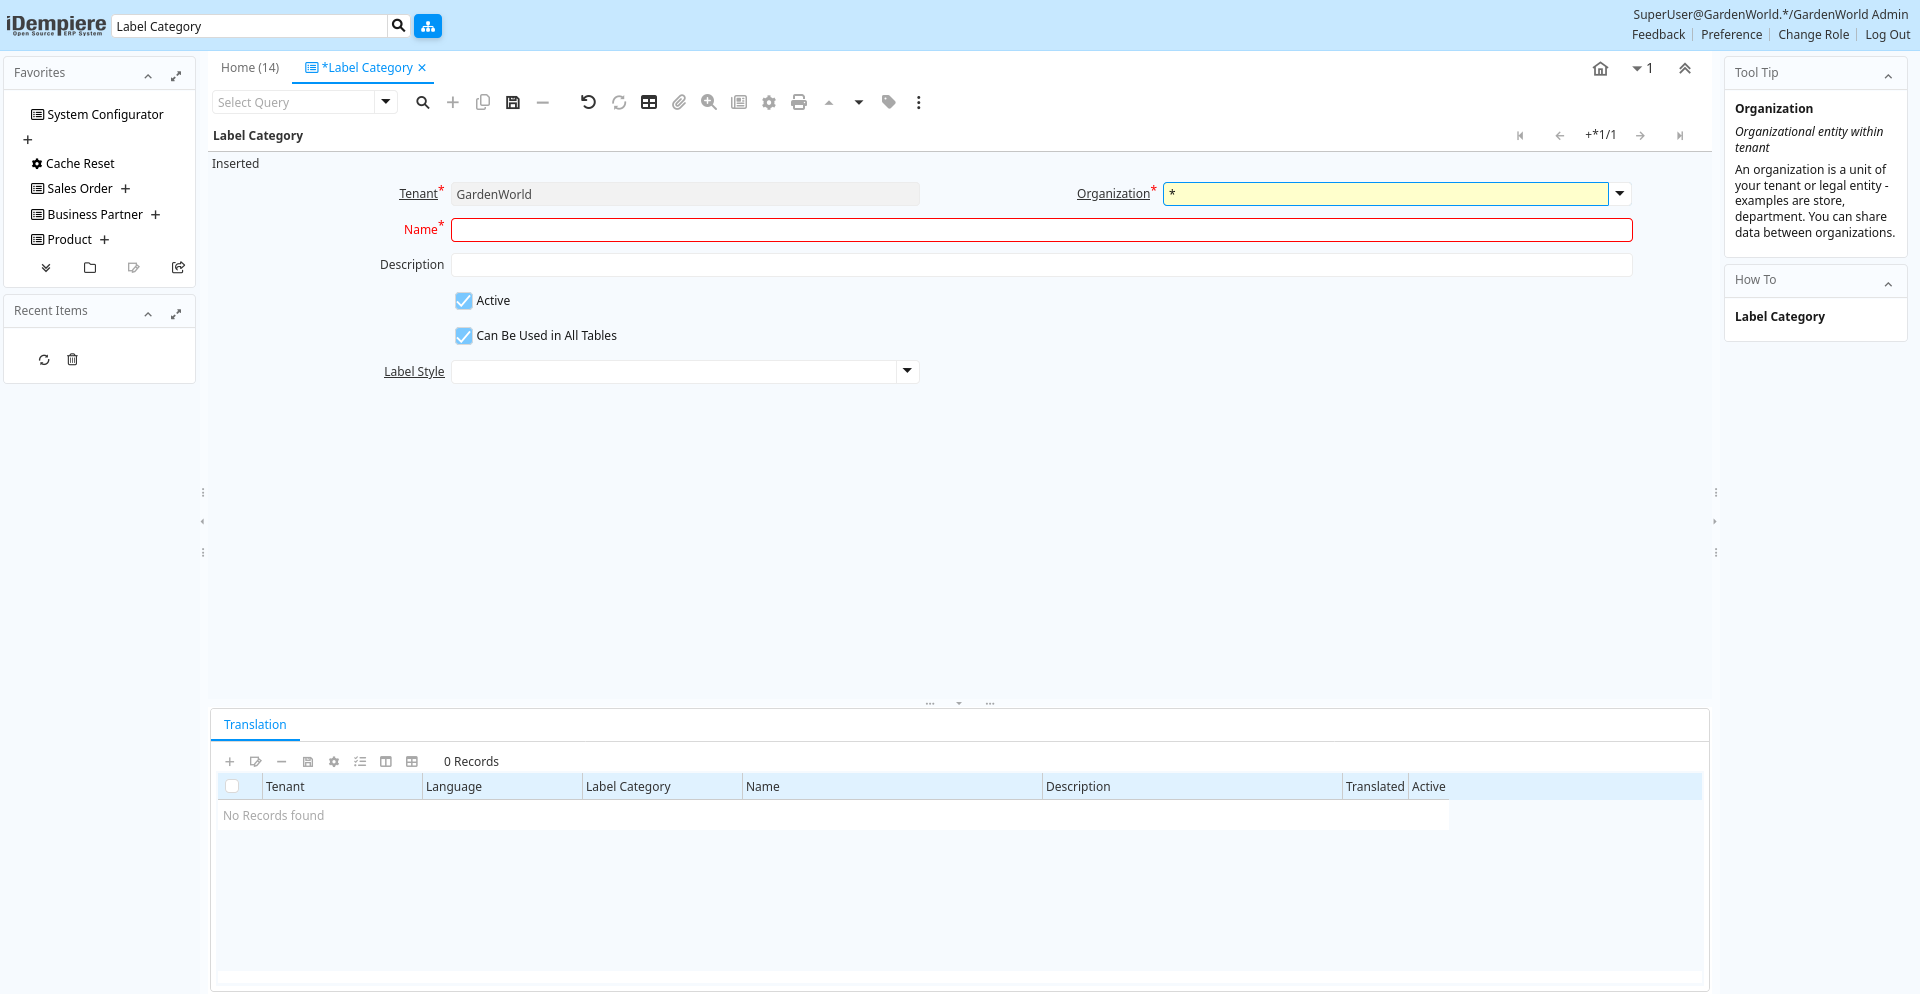 iDempiere
Open Source ERP System
Label Category
SuperUser@GardenWorld.*/GardenWorld Admin
Feedback
Preference
Change Role
Log Out
Favorites
System Configurator
Cache Reset
Sales Order
Business Partner
Product
Recent Items
Home (14)
*Label Category
1
Select Query
Label Category
+*1/1
Inserted
Tenant*
GardenWorld
Organization*
*
Name*
Description
Active
Can Be Used in All Tables
Label Style
Translation
0 Records
Tenant
Language
Label Category
Name
Description
Translated
Active
No Records found
Tool Tip
Organization
Organizational entity within
tenant
An organization is a unit of
your tenant or legal entity -
examples are store,
department. You can share
data between organizations.
How To
Label Category